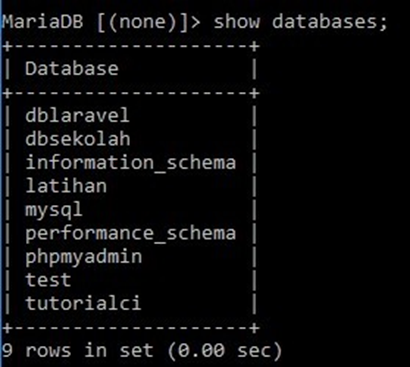 MariaDB [(none)]> show databases;
+--------------------+
| Database           |
+--------------------+
| dblaravel          |
| dbsekolah          |
| information_schema |
| latihan            |
| mysql              |
| performance_schema |
| phpmyadmin         |
| test               |
| tutorialci         |
+--------------------+
9 rows in set (0.00 sec)